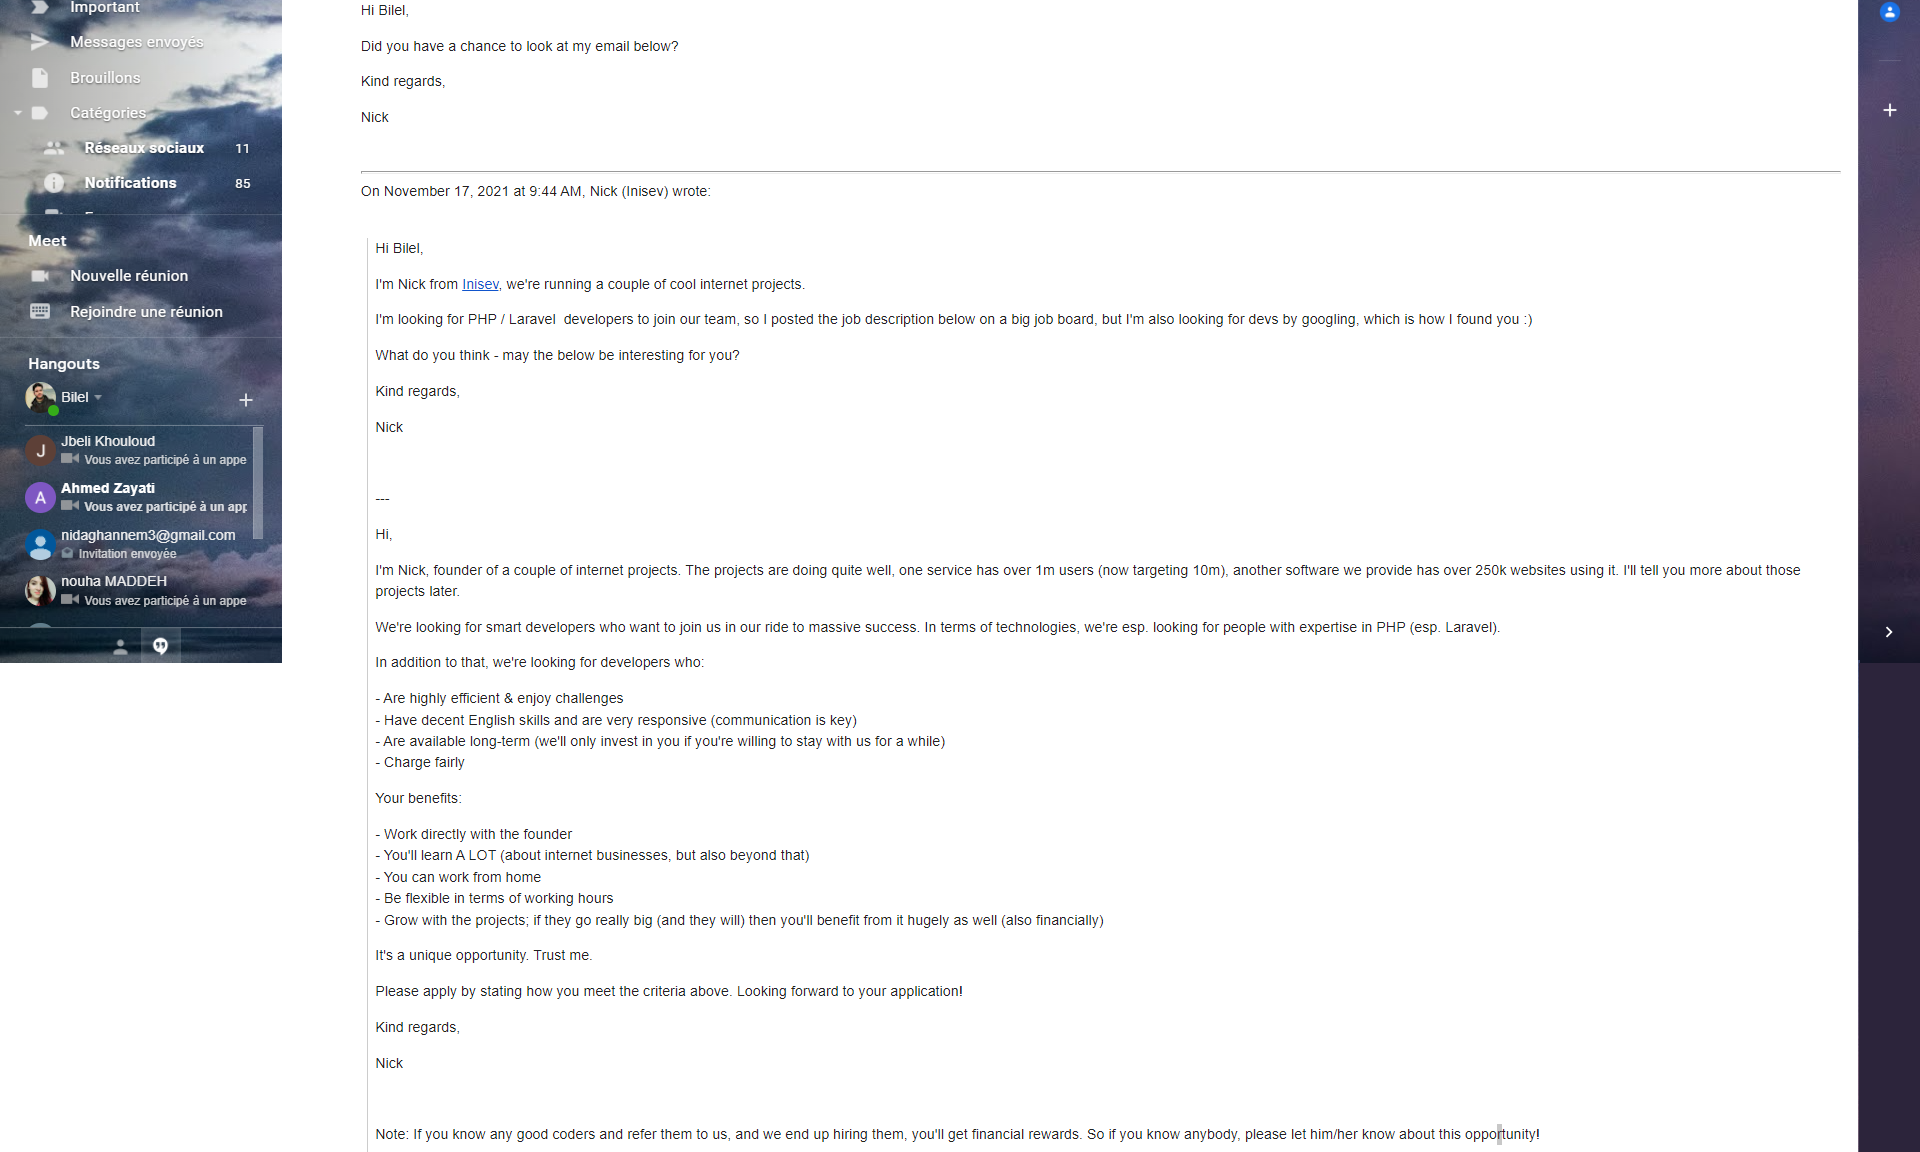 Important
Messages envoyés
Brouillons
Catégories
Réseaux sociaux 11
Notifications 85
Meet
Nouvelle réunion
Rejoindre une réunion
Hangouts
Bilel
J
Jbeli Khouloud
Vous avez participé à un appe
A
Ahmed Zayati
Vous avez participé à un app
nidaghannem3@gmail.com
Invitation envoyée
nouha MADDEH
Vous avez participé à un appe
Hi Bilel,
Did you have a chance to look at my email below?
Kind regards,
Nick
On November 17, 2021 at 9:44 AM, Nick (Inisev) wrote:
Hi Bilel,
I'm Nick from Inisev, we're running a couple of cool internet projects.
I'm looking for PHP / Laravel  developers to join our team, so I posted the job description below on a big job board, but I'm also looking for devs by googling, which is how I found you :)
What do you think - may the below be interesting for you?
Kind regards,
Nick
---
Hi,
I'm Nick, founder of a couple of internet projects. The projects are doing quite well, one service has over 1m users (now targeting 10m), another software we provide has over 250k websites using it. I'll tell you more about those
projects later.
We're looking for smart developers who want to join us in our ride to massive success. In terms of technologies, we're esp. looking for people with expertise in PHP (esp. Laravel).
In addition to that, we're looking for developers who:
- Are highly efficient & enjoy challenges
- Have decent English skills and are very responsive (communication is key)
- Are available long-term (we'll only invest in you if you're willing to stay with us for a while)
- Charge fairly
Your benefits:
- Work directly with the founder
- You'll learn A LOT (about internet businesses, but also beyond that)
- You can work from home
- Be flexible in terms of working hours
- Grow with the projects; if they go really big (and they will) then you'll benefit from it hugely as well (also financially)
It's a unique opportunity. Trust me.
Please apply by stating how you meet the criteria above. Looking forward to your application!
Kind regards,
Nick
Note: If you know any good coders and refer them to us, and we end up hiring them, you'll get financial rewards. So if you know anybody, please let him/her know about this opportunity!